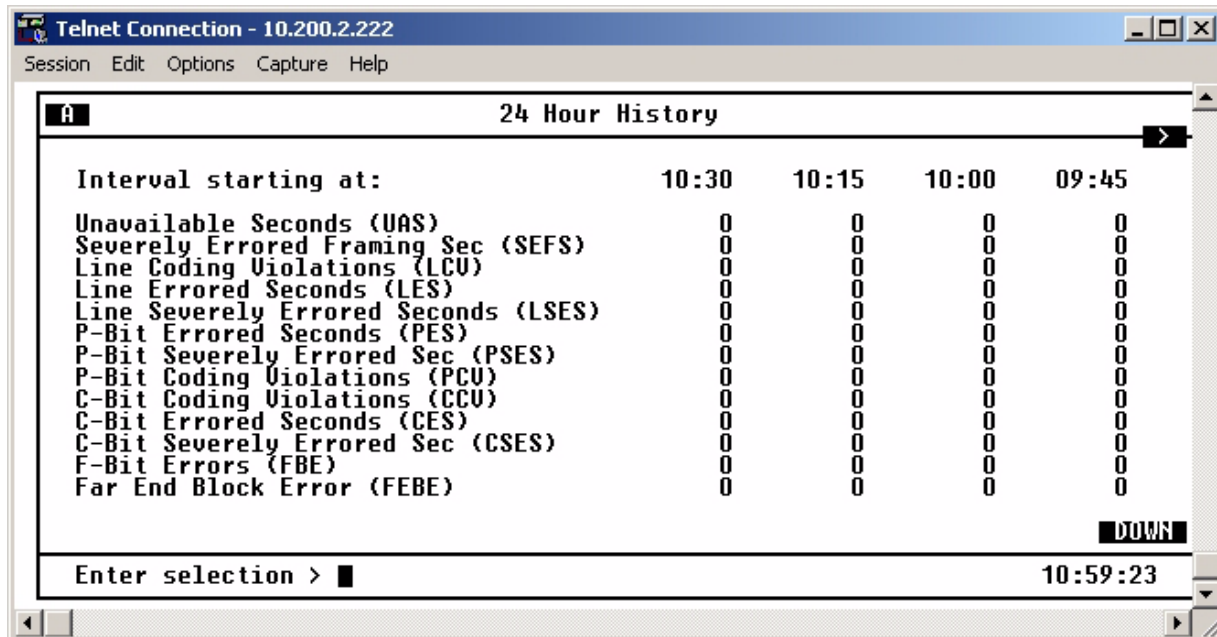 Telnet Connection - 10.200.2.222
Session Edit Options Capture Help
A 24 Hour History
>
Interval starting at: 10:30 10:15 10:00 09:45
Unavailable Seconds (UAS) 0 0 0 0
Severely Errored Framing Sec (SEFS) 0 0 0 0
Line Coding Violations (LCV) 0 0 0 0
Line Errored Seconds (LES) 0 0 0 0
Line Severely Errored Seconds (LSES) 0 0 0 0
P-Bit Errored Seconds (PES) 0 0 0 0
P-Bit Severely Errored Sec (PSES) 0 0 0 0
P-Bit Coding Violations (PCV) 0 0 0 0
C-Bit Coding Violations (CCV) 0 0 0 0
C-Bit Errored Seconds (CES) 0 0 0 0
C-Bit Severely Errored Sec (CSES) 0 0 0 0
F-Bit Errors (FBE) 0 0 0 0
Far End Block Error (FEBE) 0 0 0 0
DOWN
Enter selection > 10:59:23